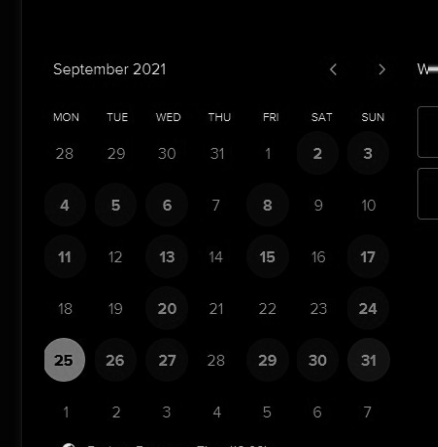 September 2021 < >
MON TUE WED THU FRI SAT SUN
28 29 30 31 1 2 3
4 5 6 7 8 9 10
11 12 13 14 15 16 17
18 19 20 21 22 23 24
25 26 27 28 29 30 31
1 2 3 4 5 6 7